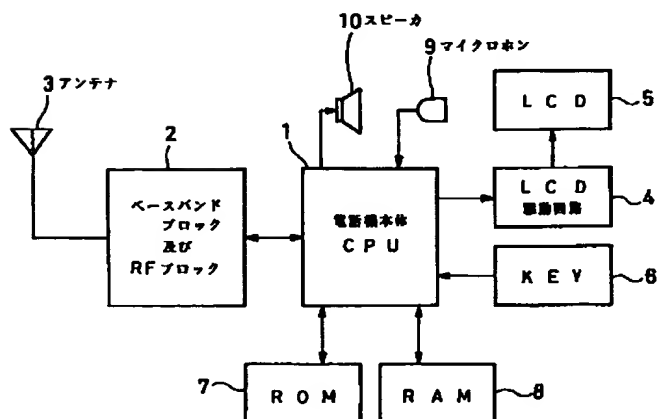 10 スピーカ
9 マイクロホン
3 アンテナ
5
LCD
2
1
ベースバンド
ブロック
及び
RFブロック
電話機本体
CPU
LCD
駆動回路
4
KEY
6
7
ROM
RAM
8